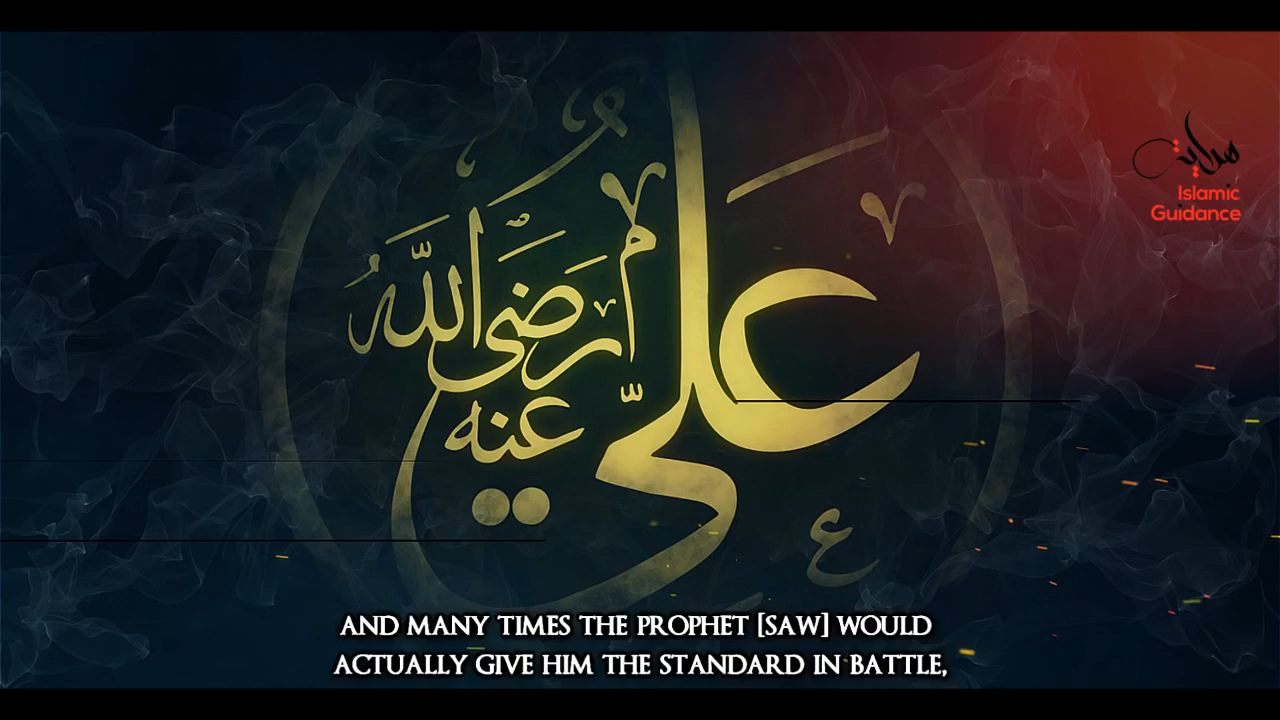 علي رضي الله عنه
هداية
Islamic
Guidance
AND MANY TIMES THE PROPHET [SAW] WOULD
ACTUALLY GIVE HIM THE STANDARD IN BATTLE,